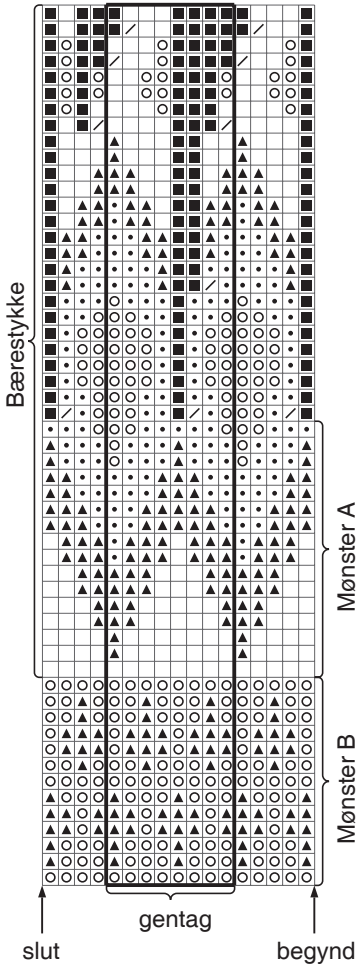 Bærestykke
Mønster A
Mønster B
gentag
slut
begynd